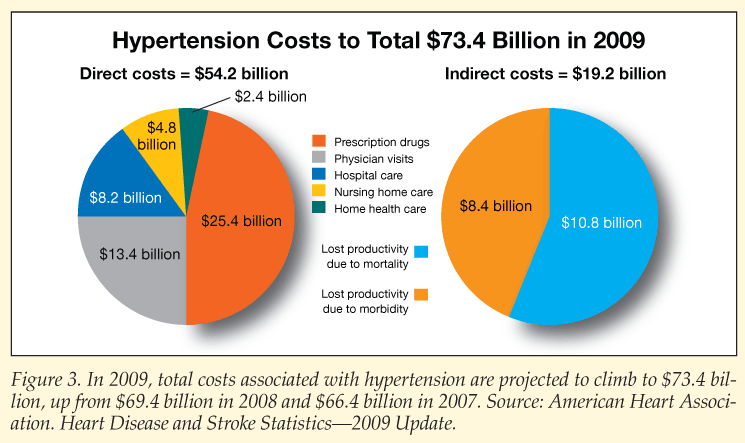 Hypertension Costs to Total $73.4 Billion in 2009
Direct costs = $54.2 billion
$2.4 billion
$4.8
billion
$8.2 billion
$25.4 billion
$13.4 billion
Prescription drugs
Physician visits
Hospital care
Nursing home care
Home health care
Lost productivity
due to mortality
Lost productivity
due to morbidity
Indirect costs = $19.2 billion
$8.4 billion
$10.8 billion
Figure 3. In 2009, total costs associated with hypertension are projected to climb to $73.4 bil-
lion, up from $69.4 billion in 2008 and $66.4 billion in 2007. Source: American Heart Associ-
ation. Heart Disease and Stroke Statistics—2009 Update.